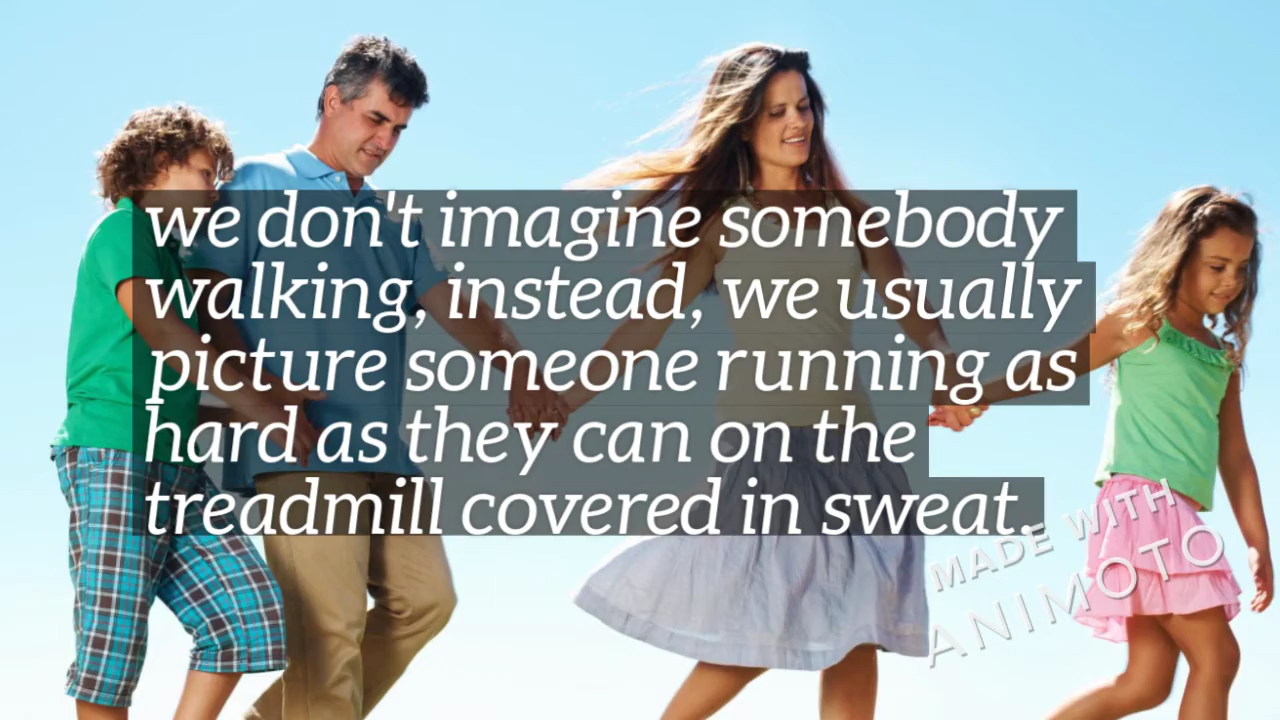 we don't imagine somebody
walking, instead, we usually
picture someone running as
hard as they can on the
treadmill covered in sweat.
MADE WITH
ANIMOTO